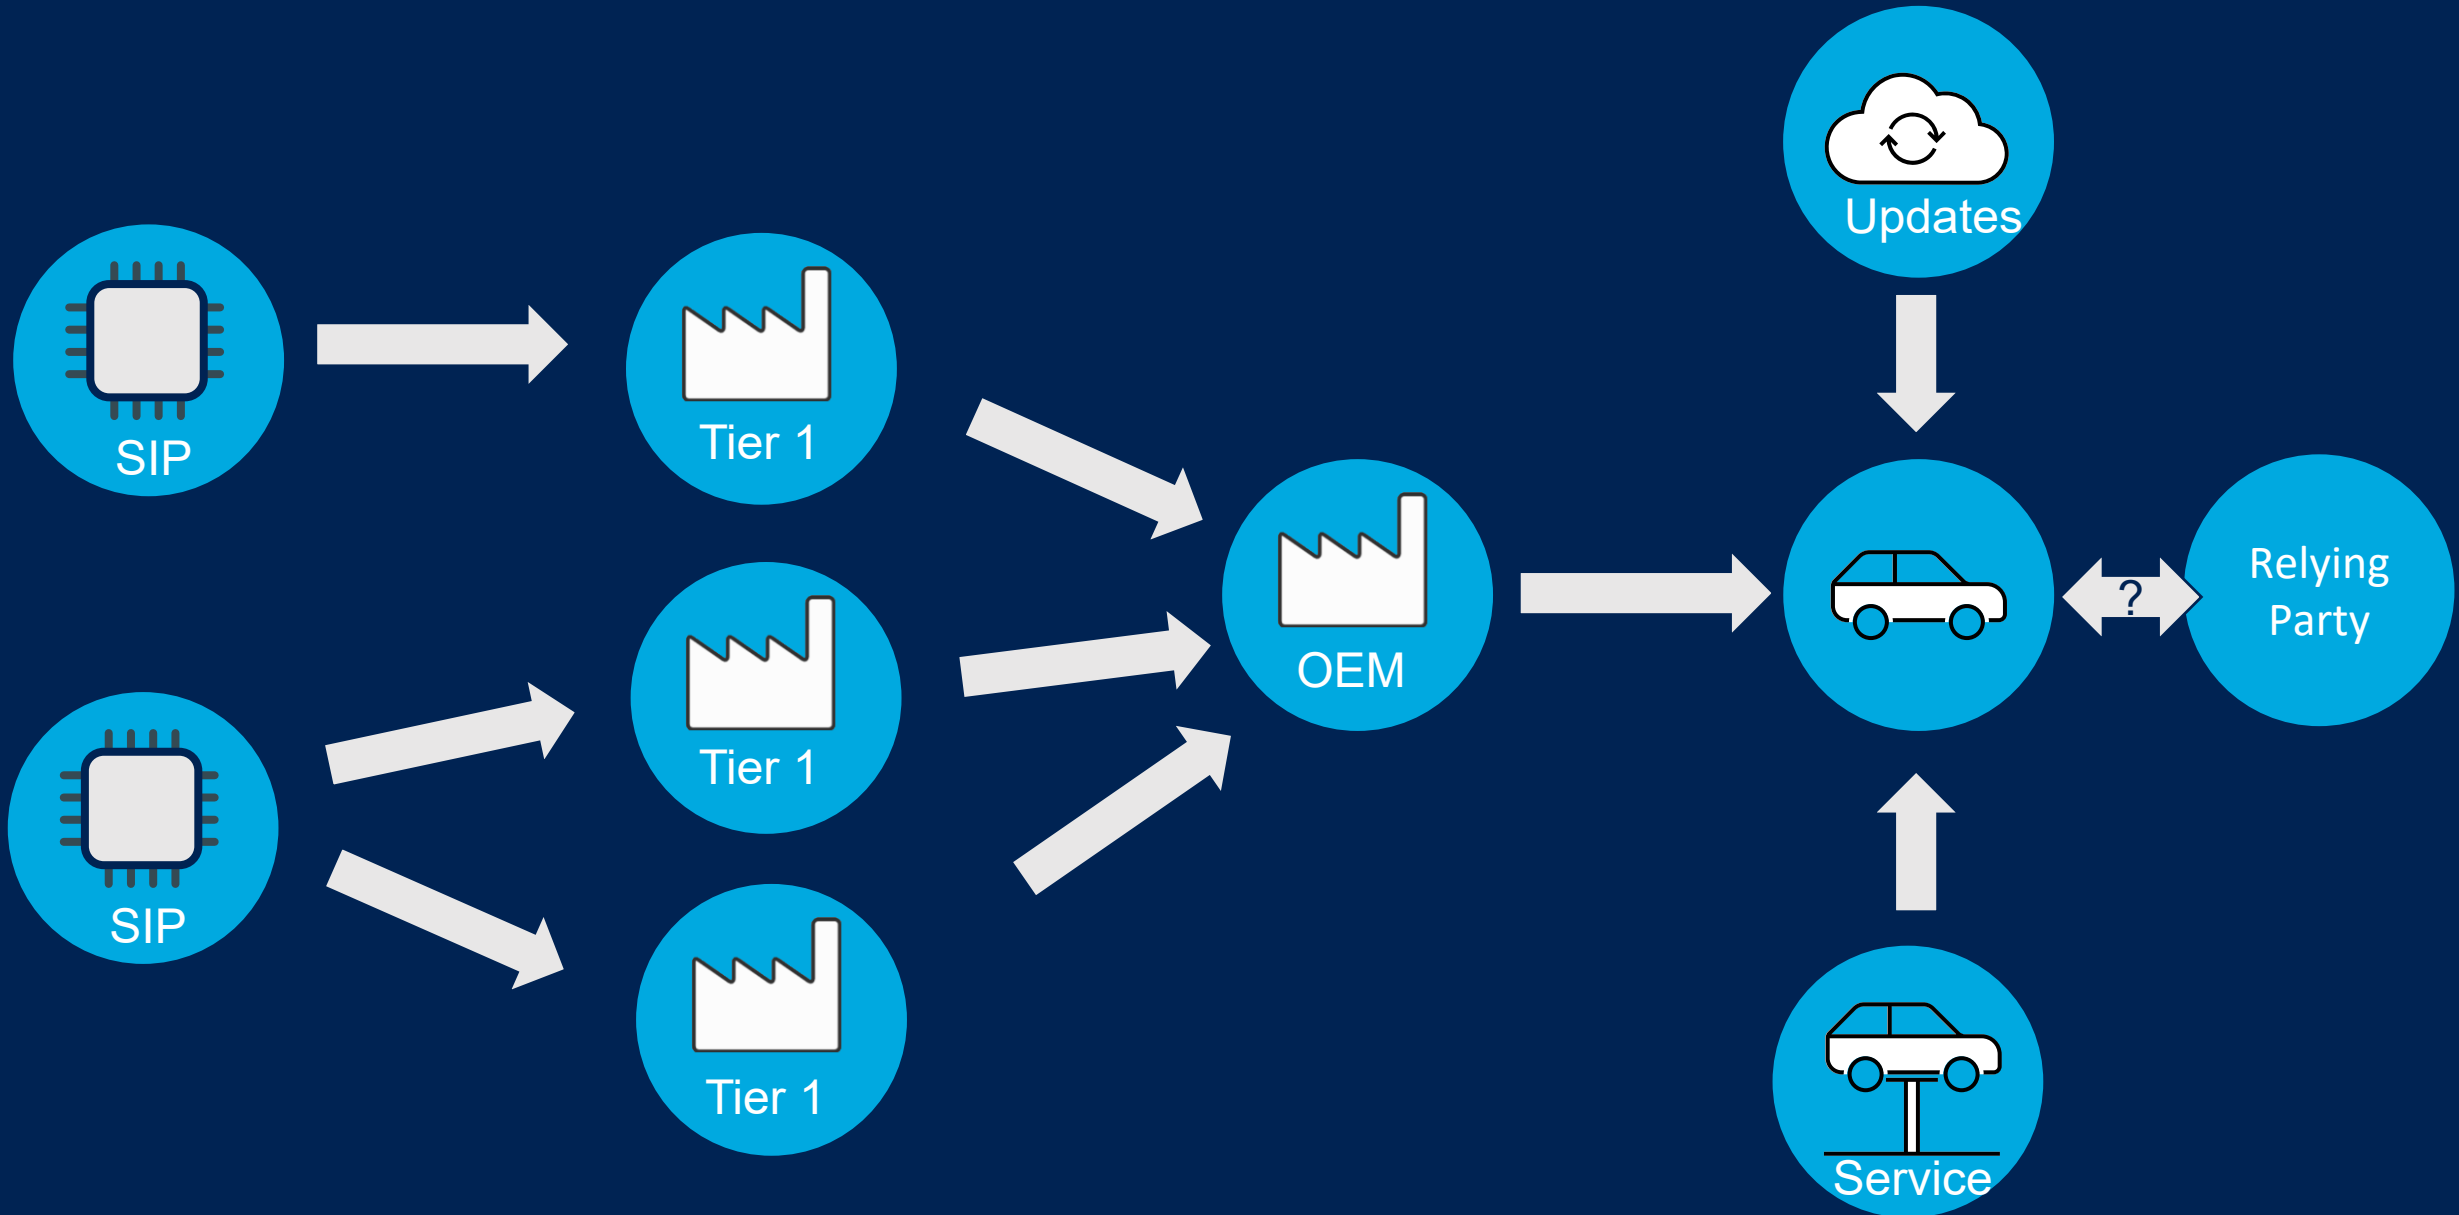 Updates
SIP
Tier 1
Tier 1
OEM
?
Relying
Party
SIP
Tier 1
Service